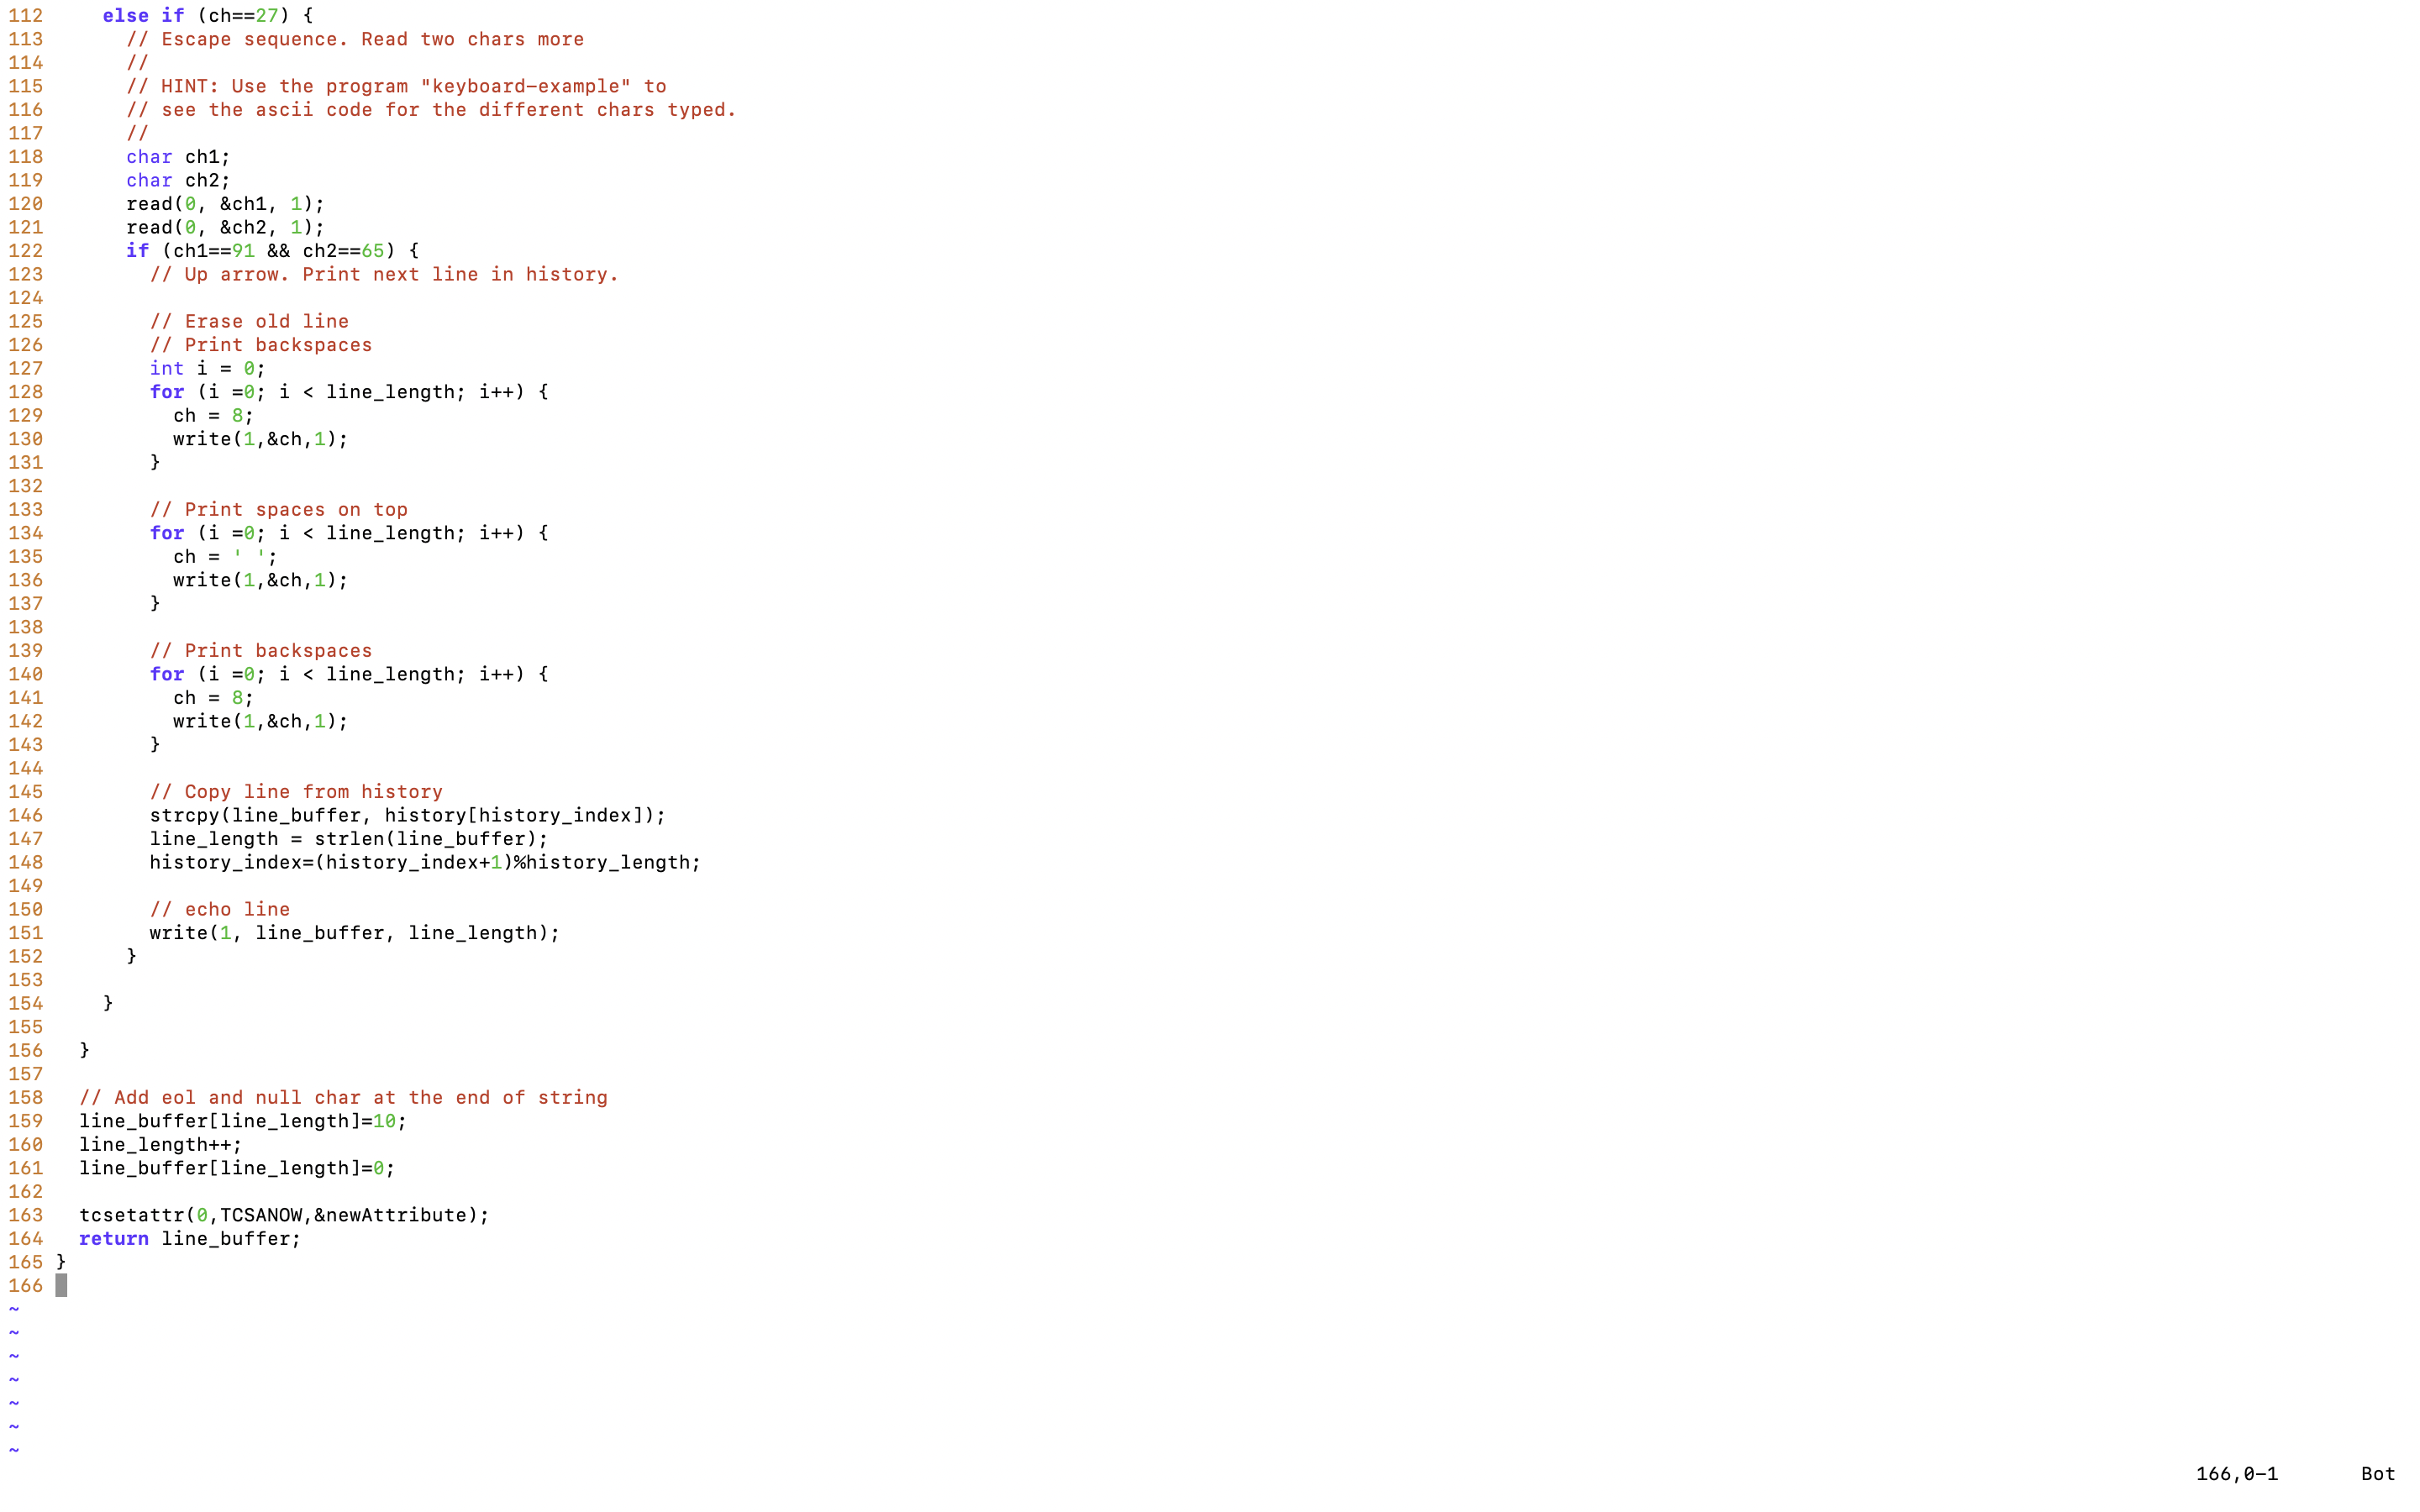 112     else if (ch==27) {
113       // Escape sequence. Read two chars more
114       //
115       // HINT: Use the program "keyboard-example" to
116       // see the ascii code for the different chars typed.
117       //
118       char ch1;
119       char ch2;
120       read(0, &ch1, 1);
121       read(0, &ch2, 1);
122       if (ch1==91 && ch2==65) {
123         // Up arrow. Print next line in history.
124
125         // Erase old line
126         // Print backspaces
127         int i = 0;
128         for (i =0; i < line_length; i++) {
129           ch = 8;
130           write(1,&ch,1);
131         }
132
133         // Print spaces on top
134         for (i =0; i < line_length; i++) {
135           ch = ' ';
136           write(1,&ch,1);
137         }
138
139         // Print backspaces
140         for (i =0; i < line_length; i++) {
141           ch = 8;
142           write(1,&ch,1);
143         }
144
145         // Copy line from history
146         strcpy(line_buffer, history[history_index]);
147         line_length = strlen(line_buffer);
148         history_index=(history_index+1)%history_length;
149
150         // echo line
151         write(1, line_buffer, line_length);
152       }
153
154     }
155
156   }
157
158   // Add eol and null char at the end of string
159   line_buffer[line_length]=10;
160   line_length++;
161   line_buffer[line_length]=0;
162
163   tcsetattr(0,TCSANOW,&newAttribute);
164   return line_buffer;
165 }
166
~
~
~
~
~
~
~
166,0-1 Bot